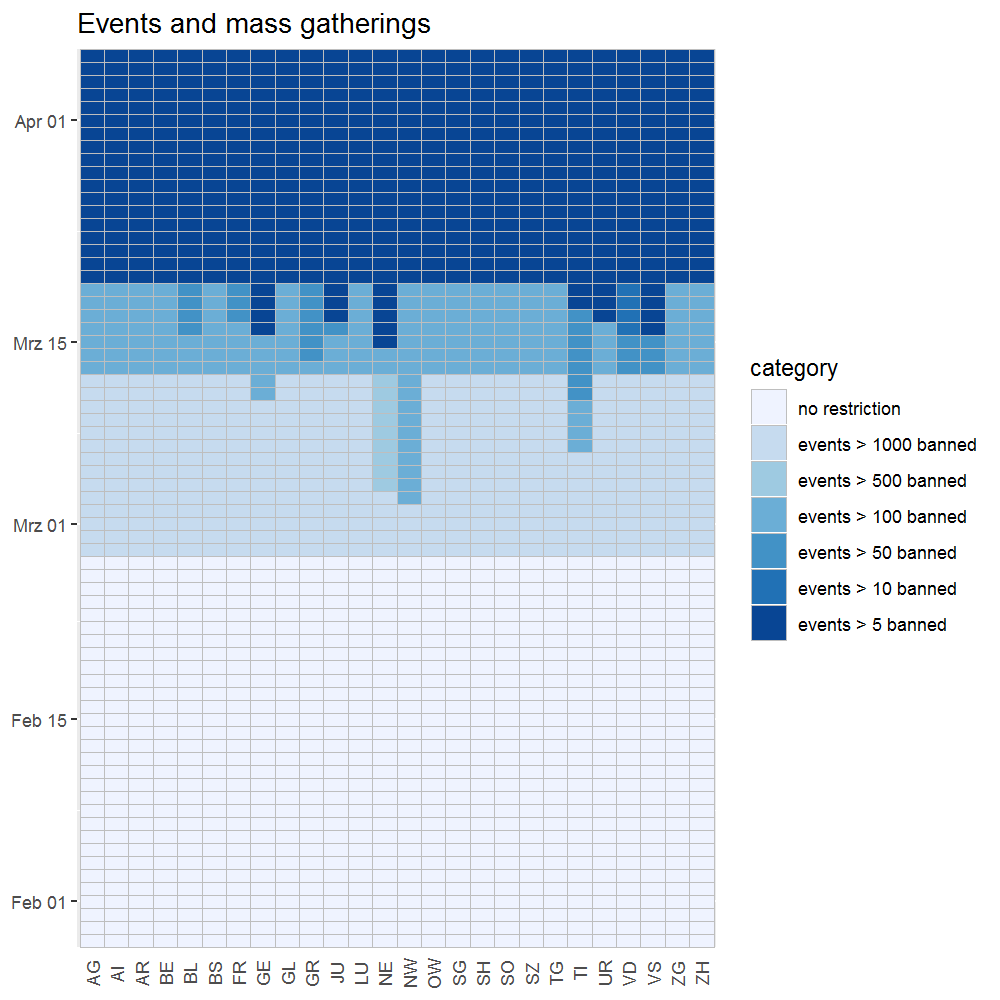 Events and mass gatherings
Apr 01
Mrz 15
Mrz 01
Feb 15
Feb 01
AG AI AR BE BL BS FR GE GL GR JU LU NE NW OW SG SH SO SZ TG TI UR VD VS ZG ZH
category
no restriction
events > 1000 banned
events > 500 banned
events > 100 banned
events > 50 banned
events > 10 banned
events > 5 banned